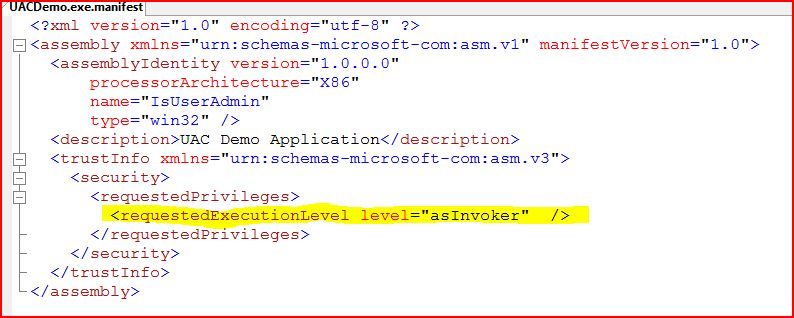 UACDemo.exe.manifest
<?xml version="1.0" encoding="utf-8" ?>
<assembly xmlns="urn:schemas-microsoft-com:asm.v1" manifestVersion="1.0">
<assemblyIdentity version="1.0.0.0"
processorArchitecture="X86"
name="IsUserAdmin"
type="win32" />
<description>UAC Demo Application</description>
<trustInfo xmlns="urn:schemas-microsoft-com:asm.v3">
<security>
<requestedPrivileges>
<requestedExecutionLevel level="asInvoker"  />
</requestedPrivileges>
</security>
</trustInfo>
</assembly>